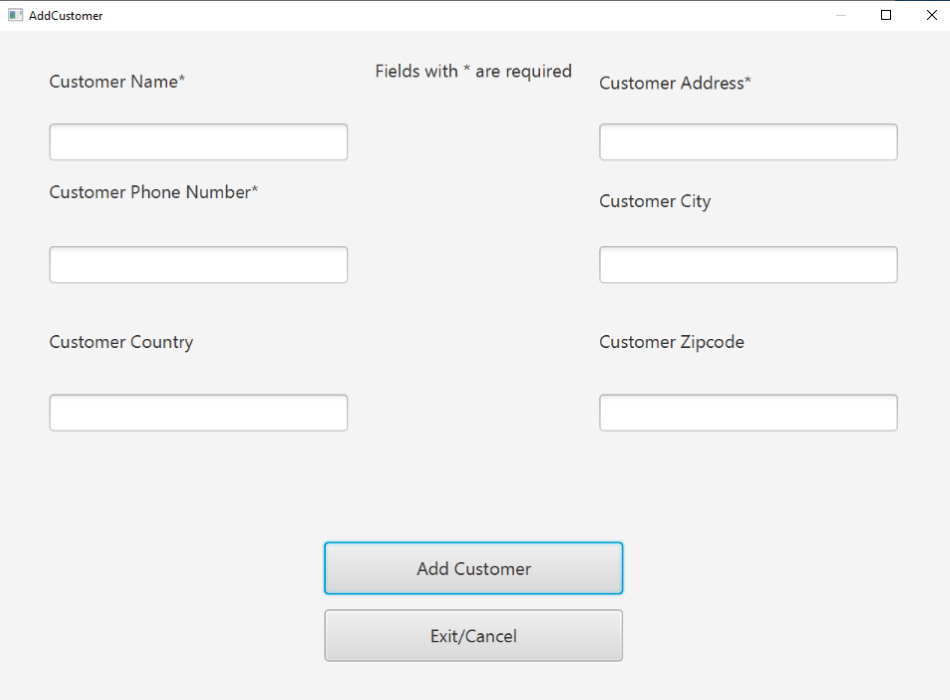 AddCustomer
Fields with * are required
Customer Name*
Customer Address*
Customer Phone Number*
Customer City
Customer Country
Customer Zipcode
Add Customer
Exit/Cancel